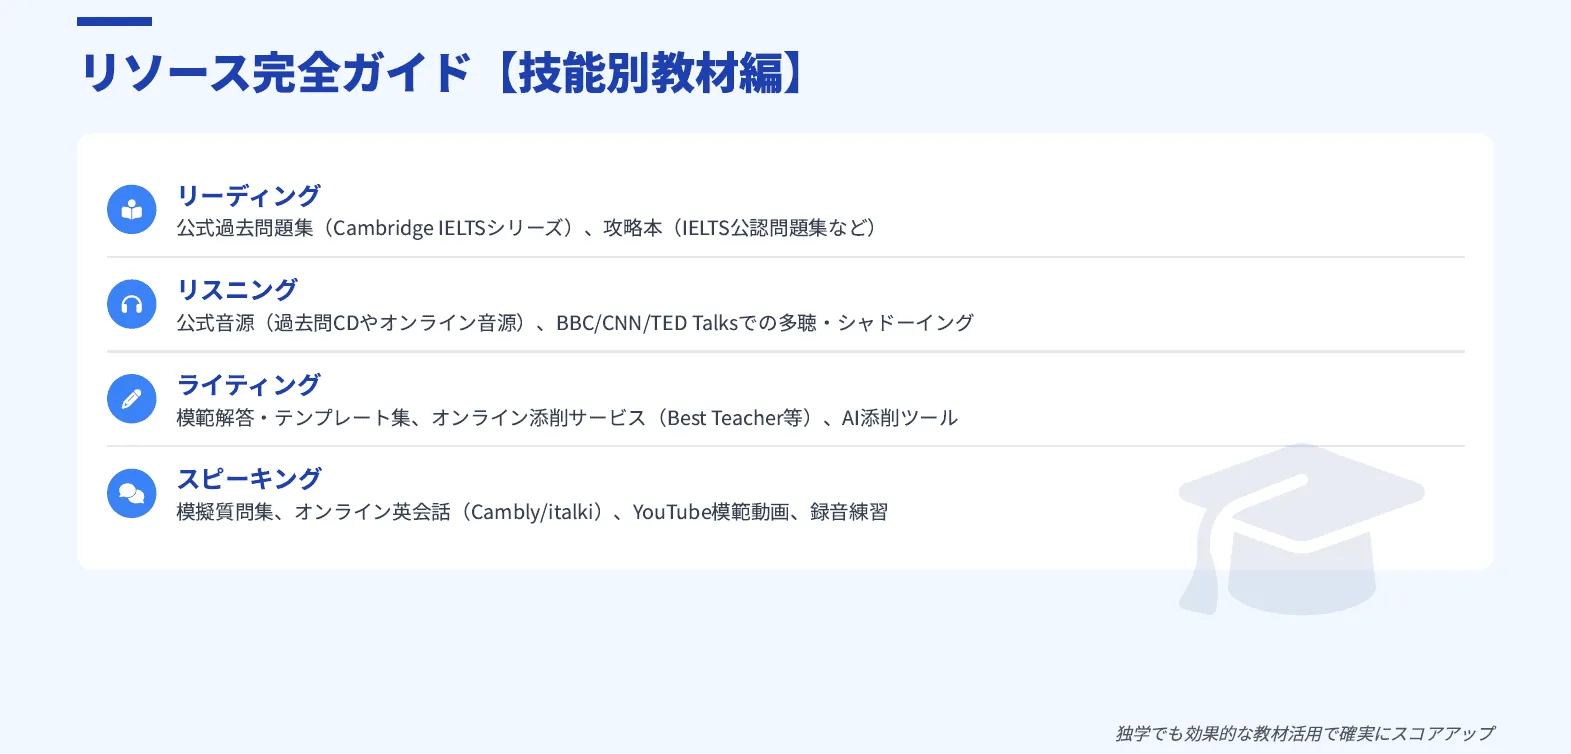 リソース完全ガイド【技能別教材編】
リーディング
公式過去問題集（Cambridge IELTSシリーズ）、攻略本（IELTS公認問題集など）
リスニング
公式音源（過去問CDやオンライン音源）、BBC/CNN/TED Talksでの多聴・シャドーイング
ライティング
模範解答・テンプレート集、オンライン添削サービス（Best Teacher等）、AI添削ツール
スピーキング
模擬質問集、オンライン英会話（Cambly/italki）、YouTube模範動画、録音練習
独学でも効果的な教材活用で確実にスコアアップ